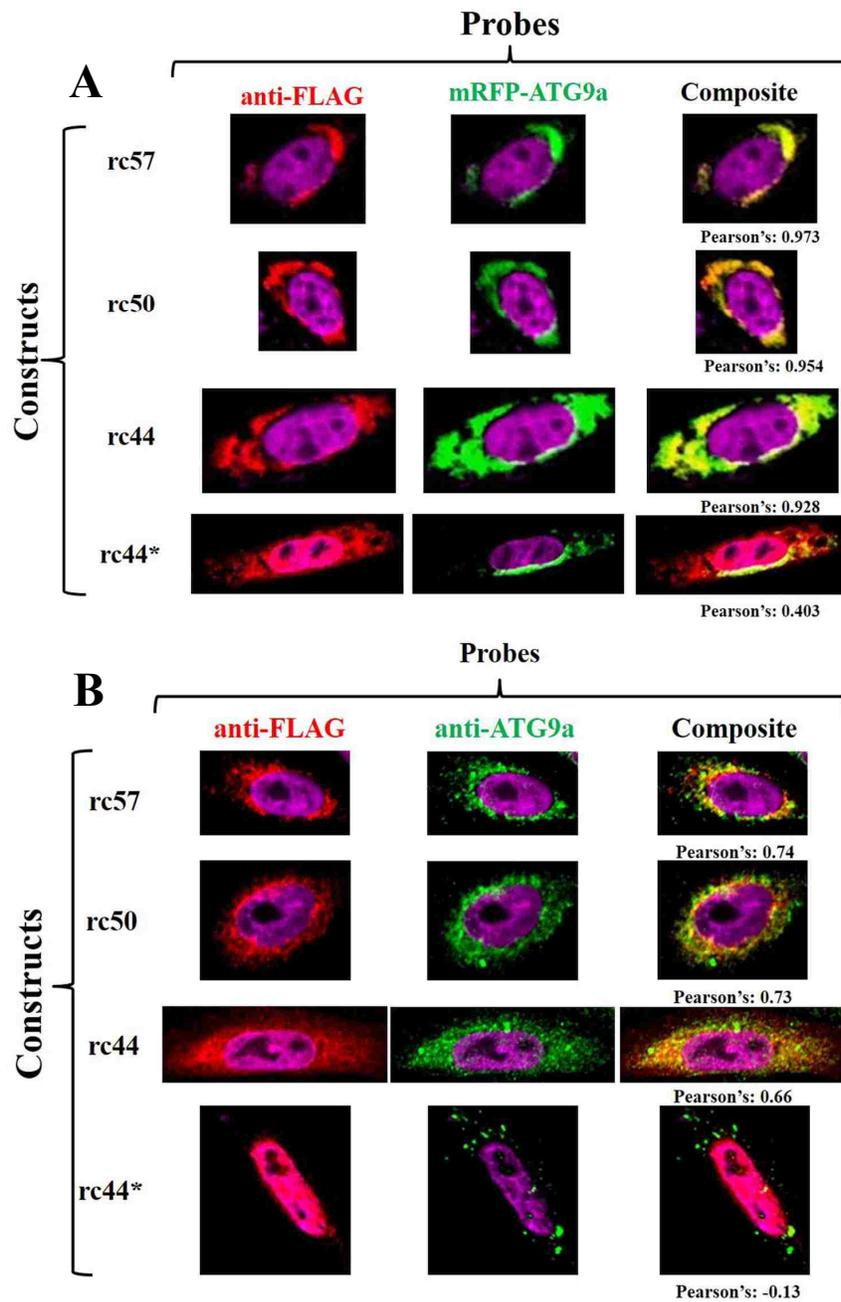 Probes
A
anti-FLAG mRFP-ATG9a Composite
rc57
Pearson's: 0.973
rc50
Pearson's: 0.954
Constructs
rc44
Pearson's: 0.928
rc44*
Pearson's: 0.403
Probes
B
anti-FLAG anti-ATG9a Composite
rc57
Pearson's: 0.74
rc50
Pearson's: 0.73
Constructs
rc44
Pearson's: 0.66
rc44*
Pearson's: -0.13